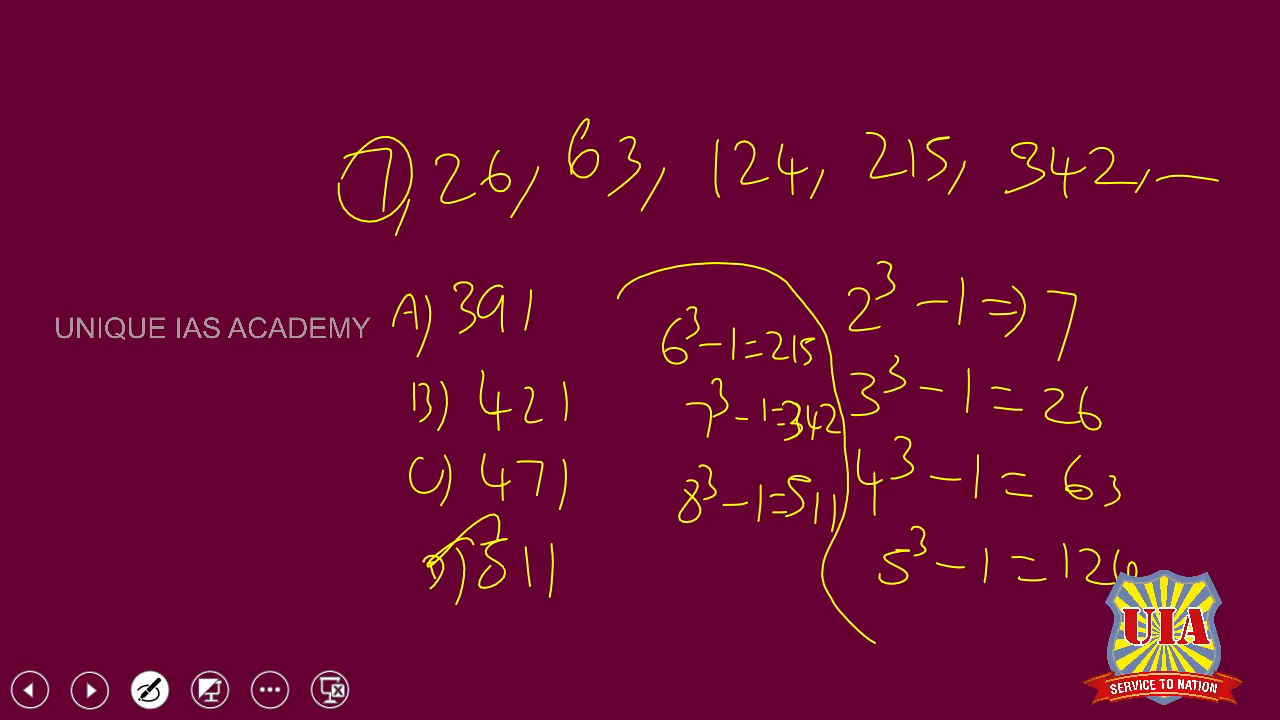 7, 26, 63, 124, 215, 342, —
UNIQUE IAS ACADEMY
A) 391
B) 421
C) 471
D) 511
6³ - 1 = 215
7³ - 1 = 342
8³ - 1 = 511
2³ - 1 ⇒ 7
3³ - 1 = 26
4³ - 1 = 63
5³ - 1 = 124
UIA
SERVICE TO NATION